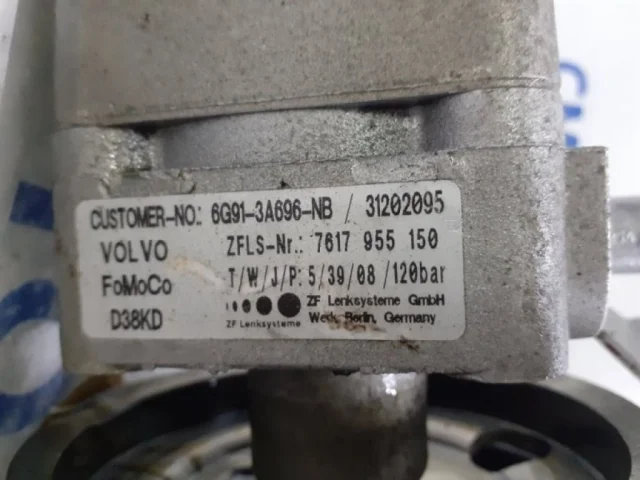 CUSTOMER-NO.: 6G91-3A696-NB / 31202095
VOLVO ZFLS-Nr.: 7617 955 150
FoMoCo T/W/J/P: 5/39/08 /120bar
D38KD ZF Lenksysteme ZF Lenksysteme GmbH
Werk Berlin, Germany